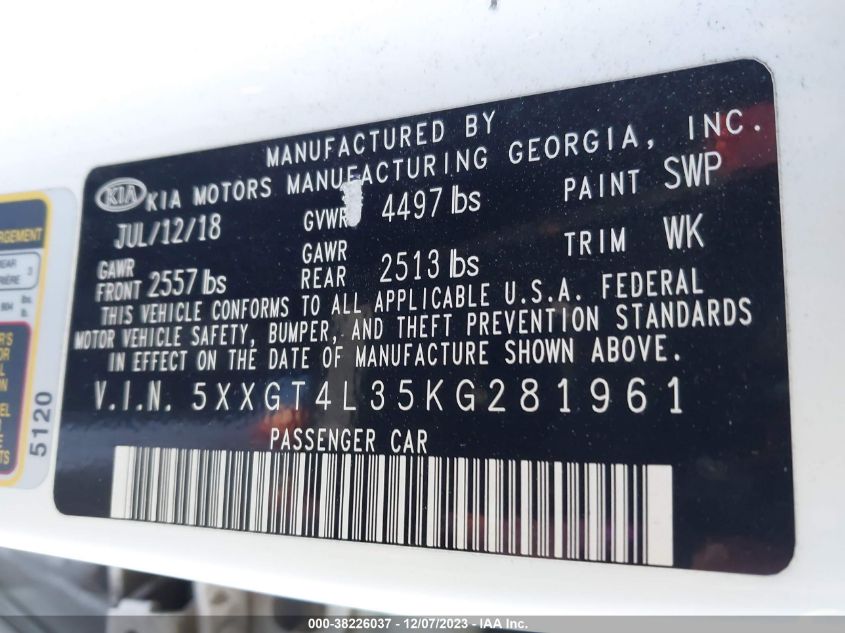 MANUFACTURED BY
KIA KIA MOTORS MANUFACTURING GEORGIA, INC.
JUL/12/18 GVWR 4497 lbs PAINT SWP
GAWR FRONT 2557 lbs GAWR REAR 2513 lbs TRIM WK
THIS VEHICLE CONFORMS TO ALL APPLICABLE U.S.A. FEDERAL
MOTOR VEHICLE SAFETY, BUMPER, AND THEFT PREVENTION STANDARDS
IN EFFECT ON THE DATE OF MANUFACTURE SHOWN ABOVE.
V.I.N. 5XXGT4L35KG281961
PASSENGER CAR
5120
000-38226037 - 12/07/2023 - IAA Inc.